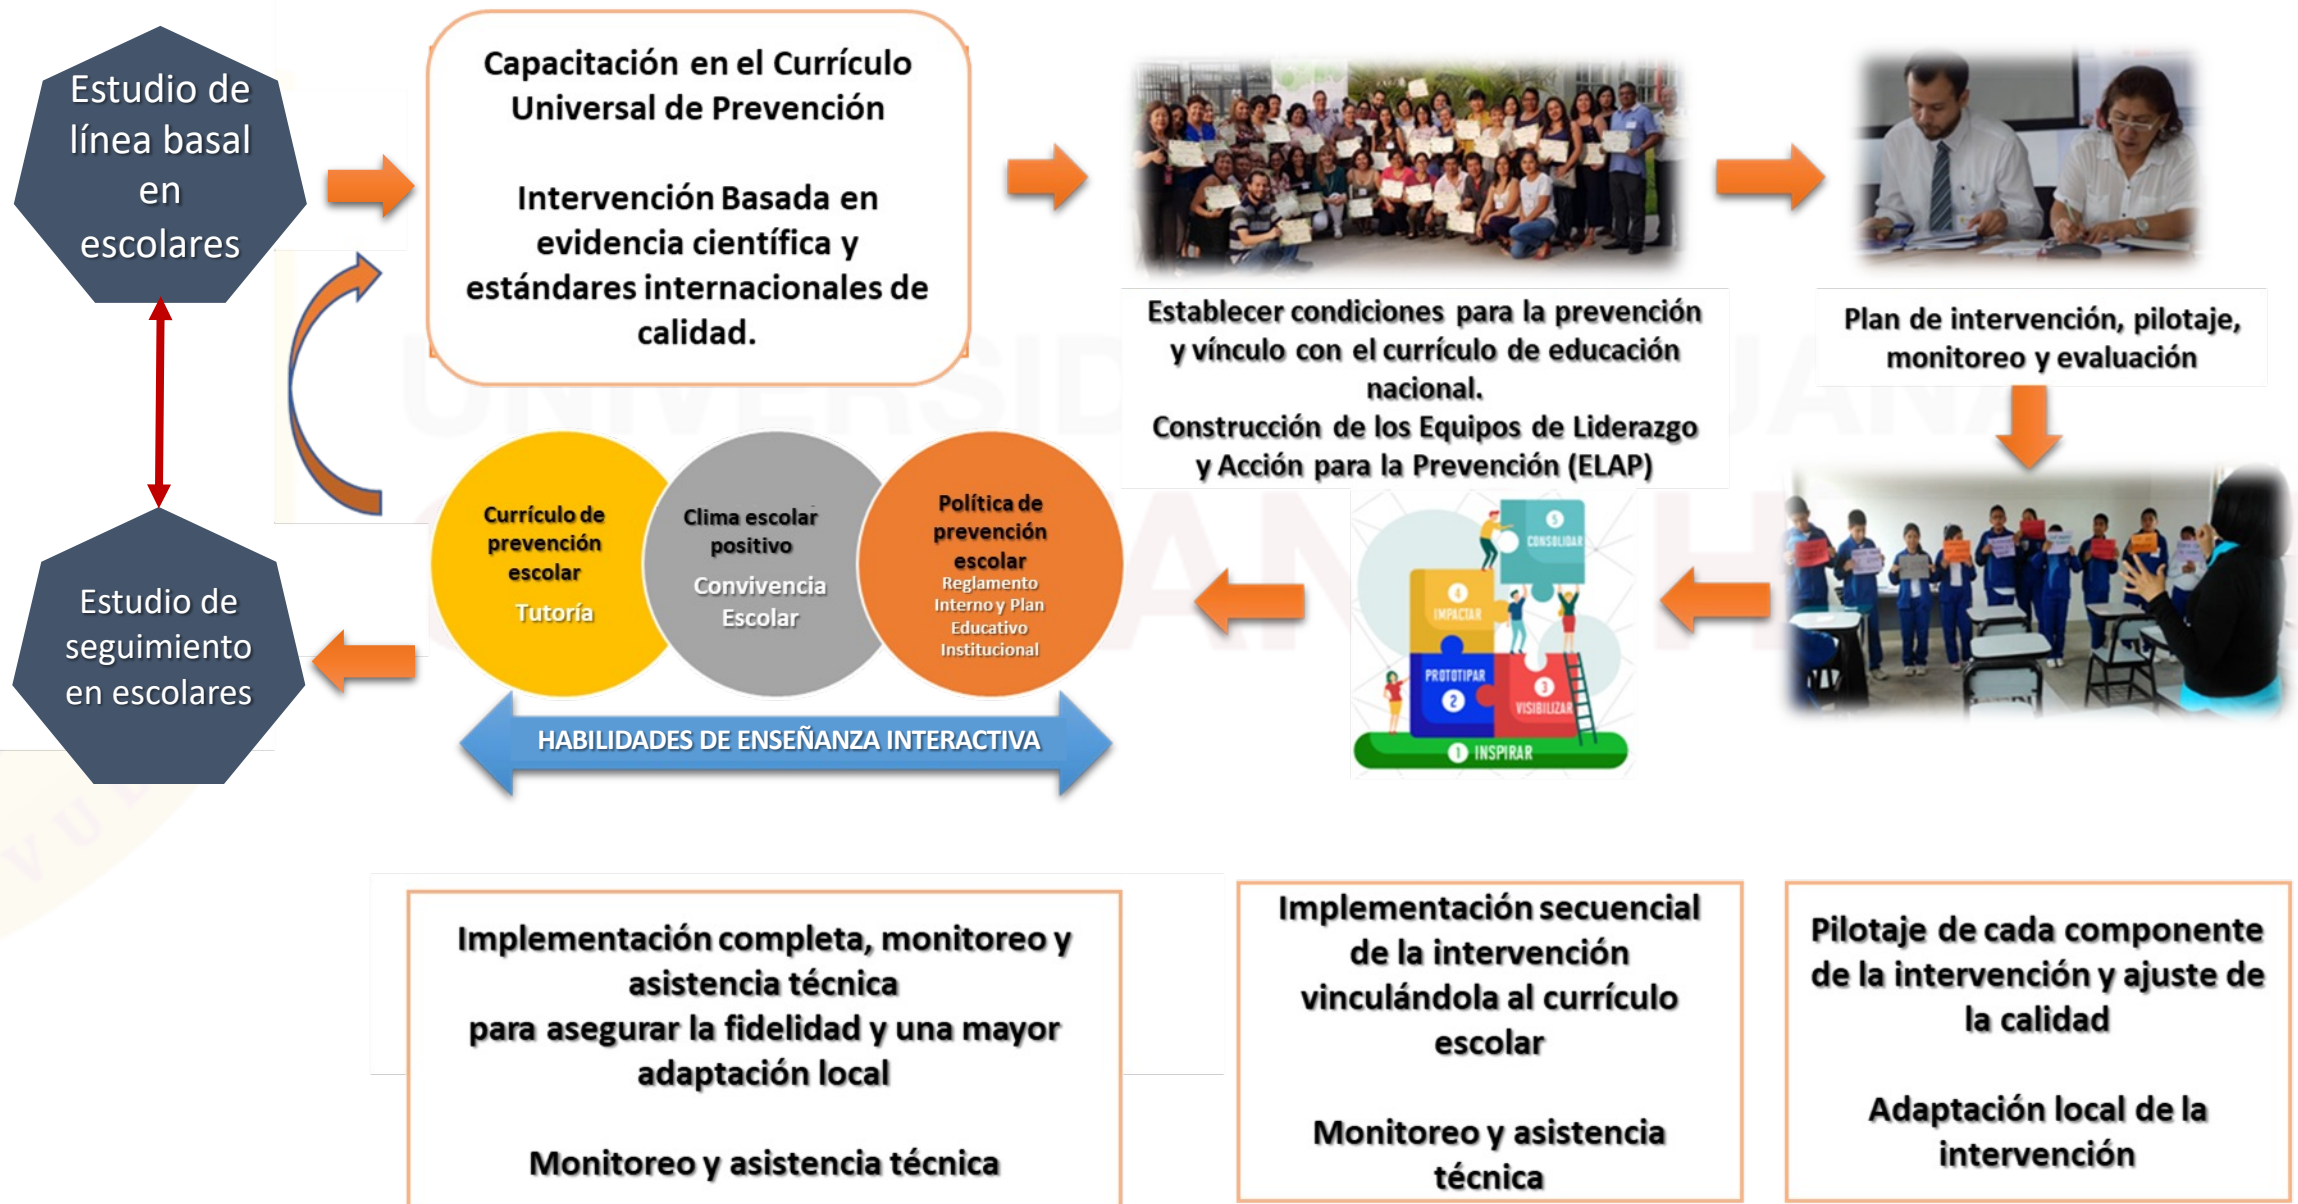 Estudio de
línea basal
en
escolares
Capacitación en el Currículo
Universal de Prevención
Intervención Basada en
evidencia científica y
estándares internacionales de
calidad.
Establecer condiciones para la prevención
y vínculo con el currículo de educación
nacional.
Construcción de los Equipos de Liderazgo
y Acción para la Prevención (ELAP)
Plan de intervención, pilotaje,
monitoreo y evaluación
5
CONSOLIDAR
4
IMPACTAR
PROTOTIPAR
2
3
VISIBILIZAR
1 INSPIRAR
Currículo de
prevención
escolar
Tutoría
Clima escolar
positivo
Convivencia
Escolar
Política de
prevención
escolar
Reglamento
Interno y Plan
Educativo
Institucional
HABILIDADES DE ENSEÑANZA INTERACTIVA
Estudio de
seguimiento
en escolares
Implementación completa, monitoreo y
asistencia técnica
para asegurar la fidelidad y una mayor
adaptación local
Monitoreo y asistencia técnica
Implementación secuencial
de la intervención
vinculándola al currículo
escolar
Monitoreo y asistencia
técnica
Pilotaje de cada componente
de la intervención y ajuste de
la calidad
Adaptación local de la
intervención